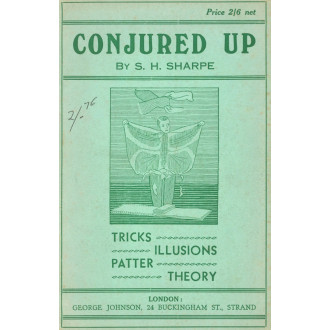 Price 2/6 net
CONJURED UP
BY S. H. SHARPE
TRICKS
ILLUSIONS
PATTER
THEORY
LONDON:
GEORGE JOHNSON, 24 BUCKINGHAM ST., STRAND